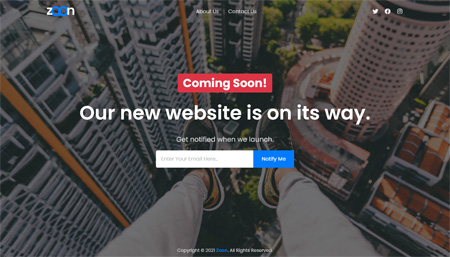 zoon
About Us
Contact Us
Coming Soon!
Our new website is on its way.
Get notified when we launch.
Enter Your Email Here..
Notify Me
Copyright © 2021 Zoon. All Rights Reserved